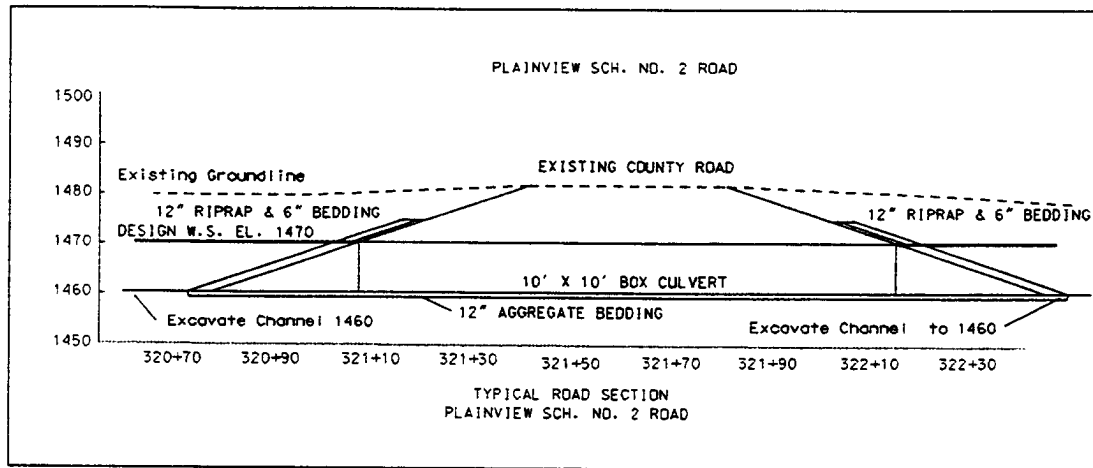 PLAINVIEW SCH. NO. 2 ROAD
1500
1490
1480
1470
1460
1450
Existing Groundline
EXISTING COUNTY ROAD
12" RIPRAP & 6" BEDDING
12" RIPRAP & 6" BEDDING
DESIGN W.S. EL. 1470
10' X 10' BOX CULVERT
12" AGGREGATE BEDDING
Excavate Channel 1460
Excavate Channel to 1460
320+70 320+90 321+10 321+30 321+50 321+70 321+90 322+10 322+30
TYPICAL ROAD SECTION
PLAINVIEW SCH. NO. 2 ROAD